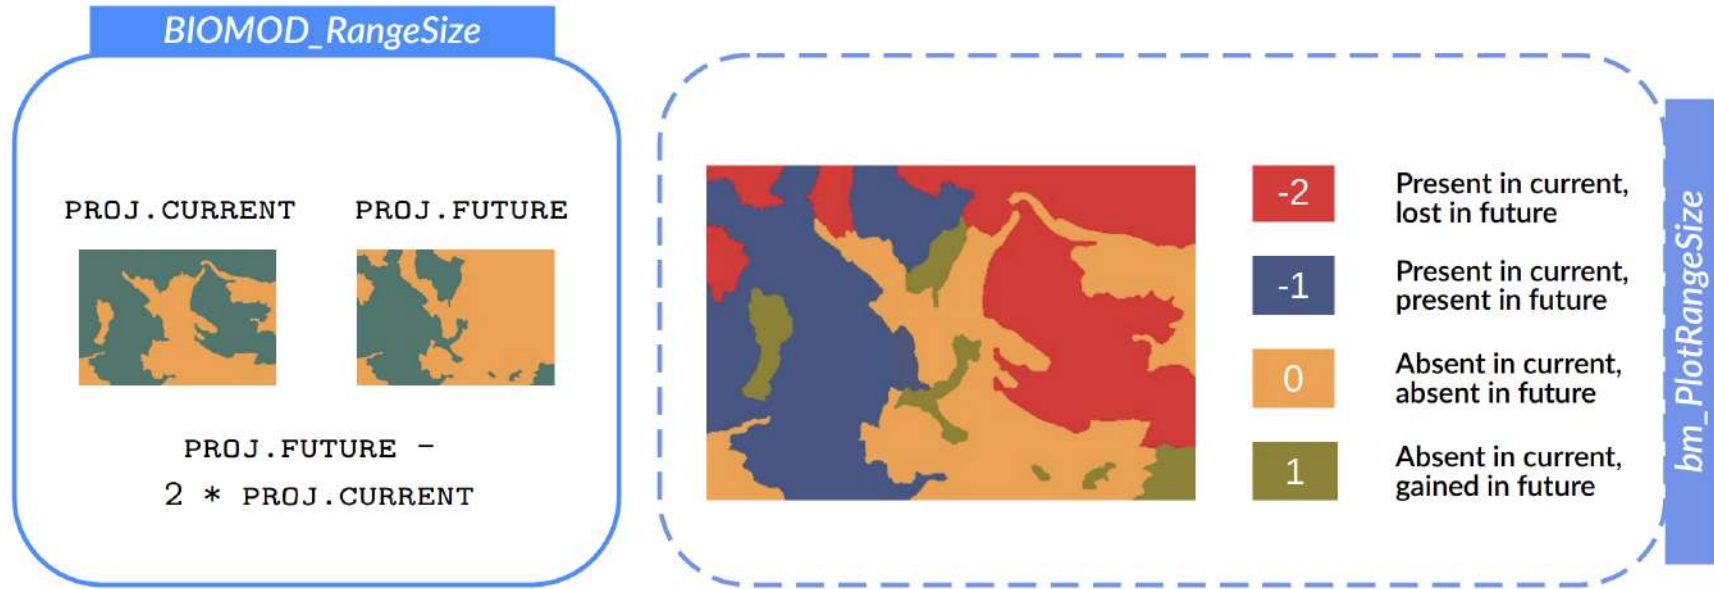 BIOMOD_RangeSize
PROJ.CURRENT
PROJ.FUTURE
PROJ.FUTURE -
2 * PROJ.CURRENT
-2
Present in current,
lost in future
-1
Present in current,
present in future
0
Absent in current,
absent in future
1
Absent in current,
gained in future
bm_PlotRangeSize